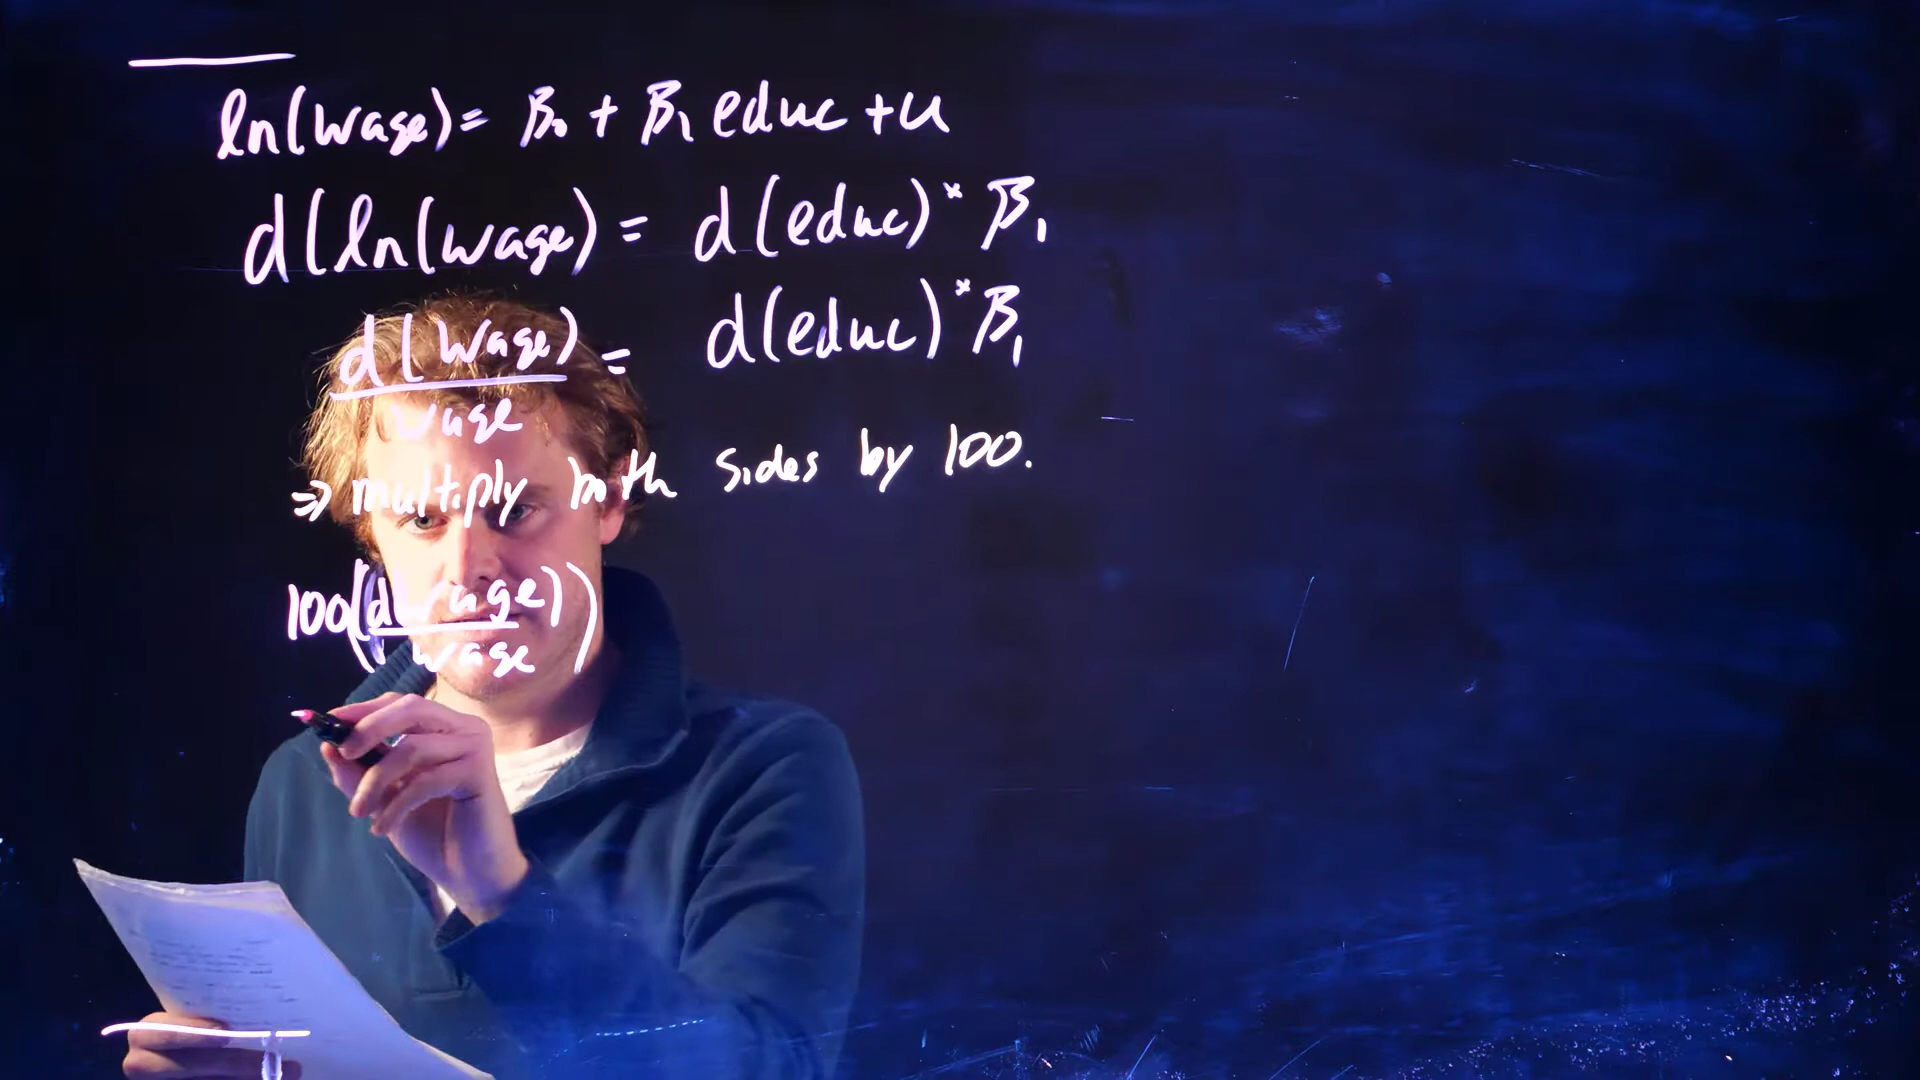 ln(wage) = β₀ + β₁ educ + u
d(ln(wage) = d(educ) * β₁
d(wage)/wage = d(educ) * β₁
⇒ multiply both sides by 100.
100((dwage)/wage)